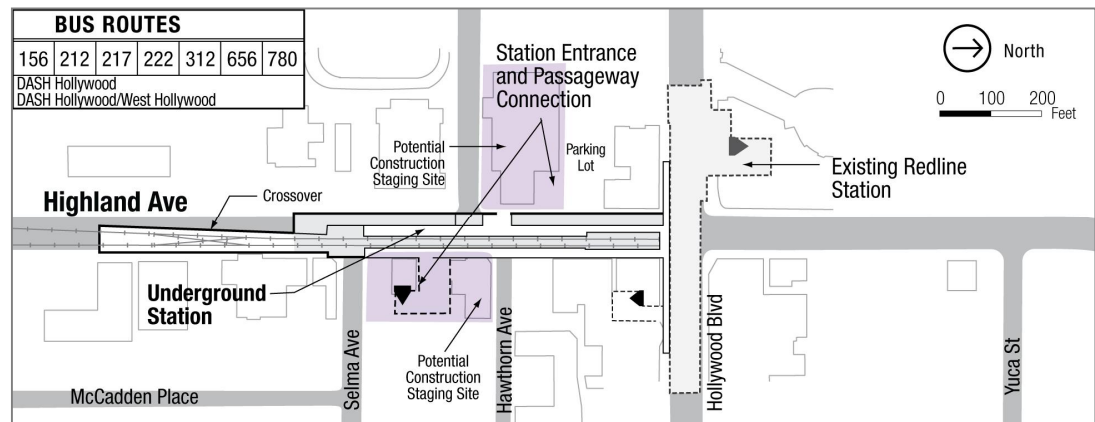 BUS ROUTES
156 212 217 222 312 656 780
DASH Hollywood
DASH Hollywood/West Hollywood
Station Entrance
and Passageway
Connection
North
0 100 200
Feet
Potential
Construction
Staging Site
Parking
Lot
Existing Redline
Station
Highland Ave
Crossover
Underground
Station
Potential
Construction
Staging Site
McCadden Place
Selma Ave
Hawthorn Ave
Hollywood Blvd
Yuca St